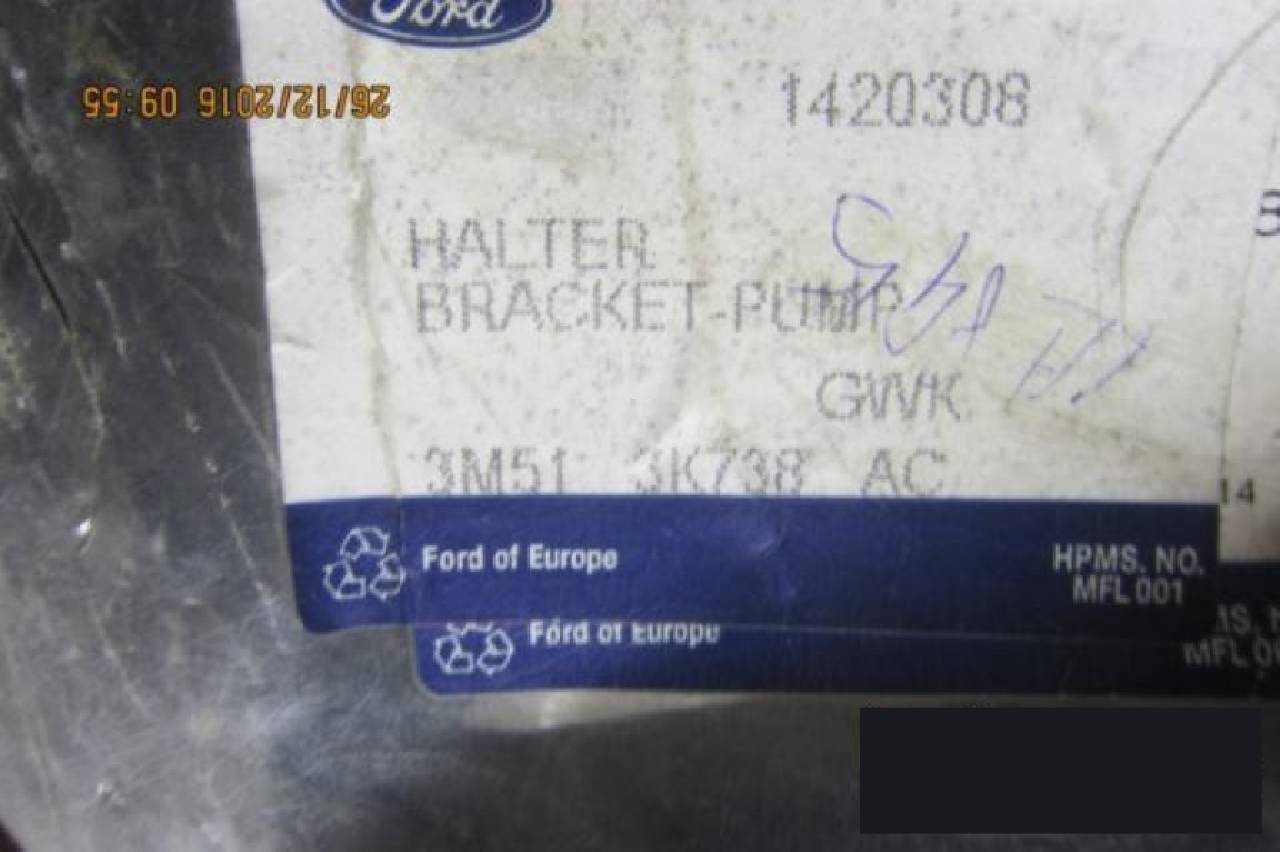 Ford
26/12/2016 09:55
1420308
HALTER
BRACKET-PUMP
GWK
3M51 3K738 AC
14
Ford of Europe
HPMS. NO.
MFL 001
Ford of Europe